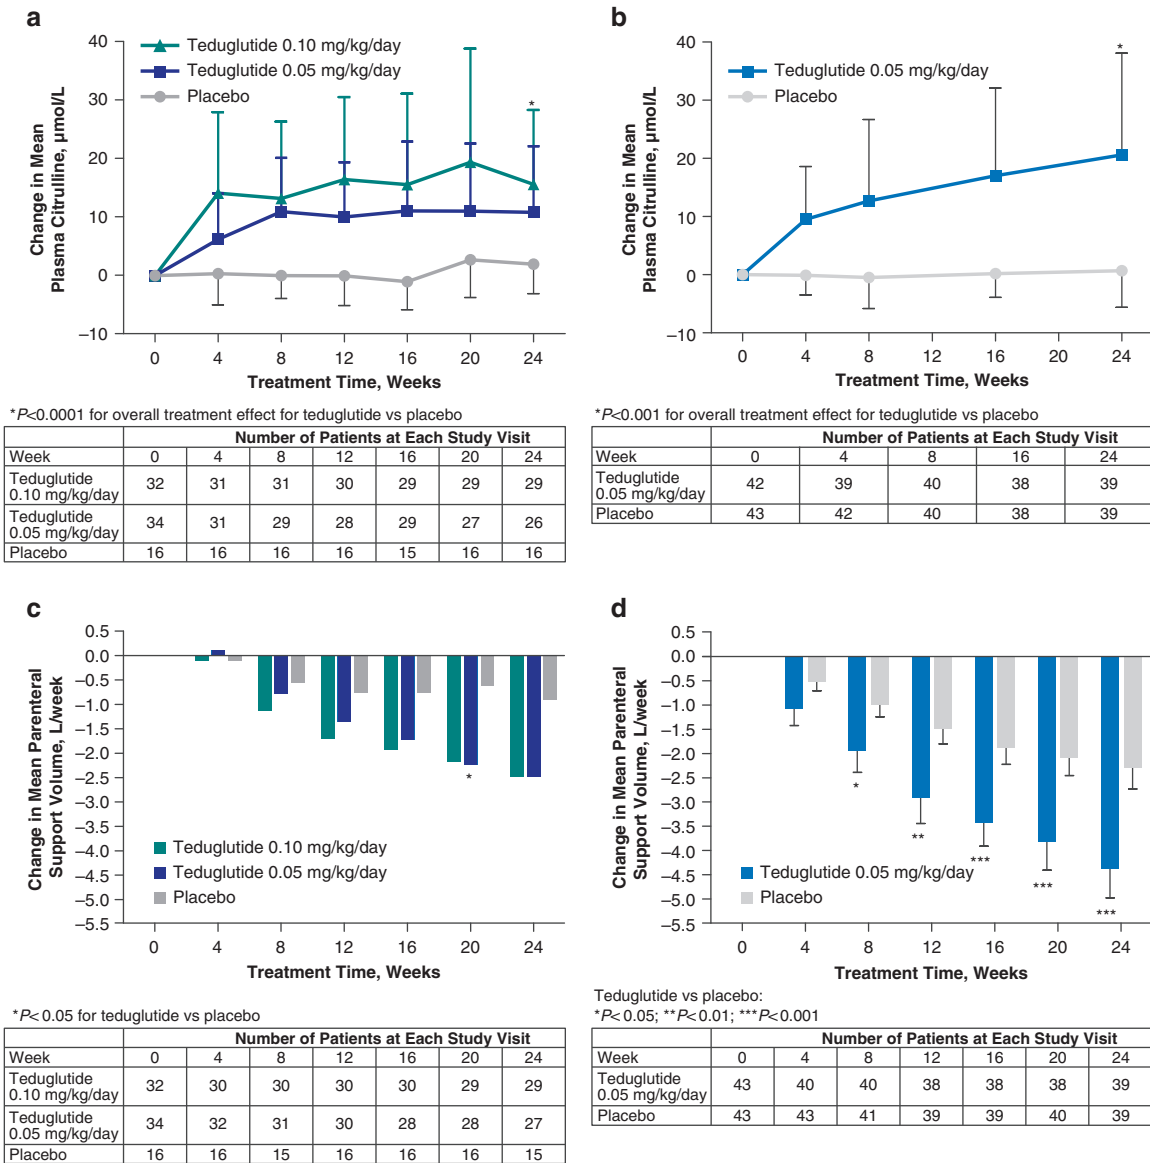 a
40
30
20
10
0
–10
Change in Mean
Plasma Citrulline, µmol/L
Teduglutide 0.10 mg/kg/day
Teduglutide 0.05 mg/kg/day
Placebo
*
0 4 8 12 16 20 24
Treatment Time, Weeks
*P<0.0001 for overall treatment effect for teduglutide vs placebo
Number of Patients at Each Study Visit
Week 0 4 8 12 16 20 24
Teduglutide
0.10 mg/kg/day 32 31 31 30 29 29 29
Teduglutide
0.05 mg/kg/day 34 31 29 28 29 27 26
Placebo 16 16 16 16 15 16 16
b
40
30
20
10
0
–10
Change in Mean
Plasma Citrulline, µmol/L
Teduglutide 0.05 mg/kg/day
Placebo
*
0 4 8 12 16 20 24
Treatment Time, Weeks
*P<0.001 for overall treatment effect for teduglutide vs placebo
Number of Patients at Each Study Visit
Week 0 4 8 16 24
Teduglutide
0.05 mg/kg/day 42 39 40 38 39
Placebo 43 42 40 38 39
c
0.5
0.0
–0.5
–1.0
–1.5
–2.0
–2.5
–3.0
–3.5
–4.0
–4.5
–5.0
–5.5
Change in Mean Parenteral
Support Volume, L/week
*
Teduglutide 0.10 mg/kg/day
Teduglutide 0.05 mg/kg/day
Placebo
0 4 8 12 16 20 24
Treatment Time, Weeks
*P<0.05 for teduglutide vs placebo
Number of Patients at Each Study Visit
Week 0 4 8 12 16 20 24
Teduglutide
0.10 mg/kg/day 32 30 30 30 30 29 29
Teduglutide
0.05 mg/kg/day 34 32 31 30 28 28 27
Placebo 16 16 15 16 16 16 15
d
0.5
0.0
–0.5
–1.0
–1.5
–2.0
–2.5
–3.0
–3.5
–4.0
–4.5
–5.0
–5.5
Change in Mean Parenteral
Support Volume, L/week
*
**
***
***
***
Teduglutide 0.05 mg/kg/day
Placebo
0 4 8 12 16 20 24
Treatment Time, Weeks
Teduglutide vs placebo:
*P<0.05; **P<0.01; ***P<0.001
Number of Patients at Each Study Visit
Week 0 4 8 12 16 20 24
Teduglutide
0.05 mg/kg/day 43 40 40 38 38 38 39
Placebo 43 43 41 39 39 40 39